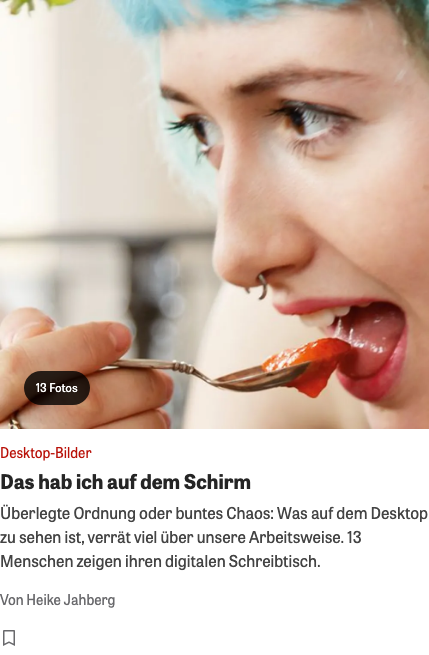 13 Fotos
Desktop-Bilder
Das hab ich auf dem Schirm
Überlegte Ordnung oder buntes Chaos: Was auf dem Desktop
zu sehen ist, verrät viel über unsere Arbeitsweise. 13
Menschen zeigen ihren digitalen Schreibtisch.
Von Heike Jahberg